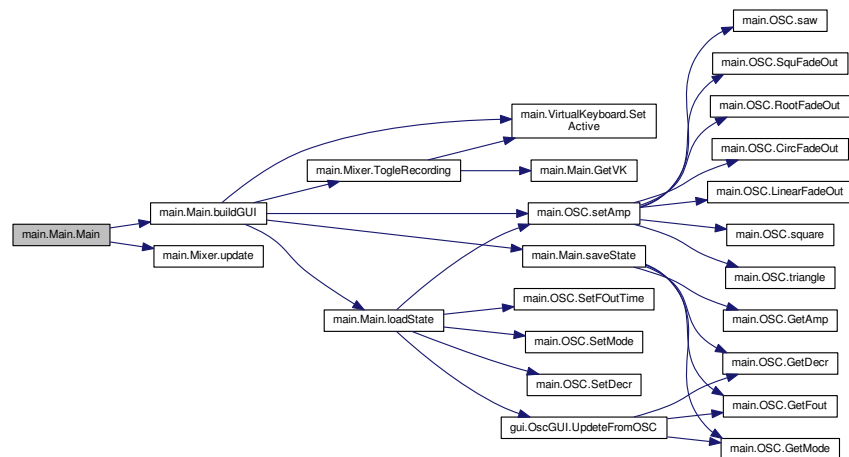 main.Main.Main
main.Main.buildGUI
main.Mixer.update
main.Mixer.TogleRecording
main.Main.loadState
main.VirtualKeyboard.Set
Active
main.Main.GetVK
main.OSC.setAmp
main.Main.saveState
main.OSC.SetFOutTime
main.OSC.SetMode
main.OSC.SetDecr
gui.OscGUI.UpdeteFromOSC
main.OSC.saw
main.OSC.SquFadeOut
main.OSC.RootFadeOut
main.OSC.CircFadeOut
main.OSC.LinearFadeOut
main.OSC.square
main.OSC.triangle
main.OSC.GetAmp
main.OSC.GetDecr
main.OSC.GetFout
main.OSC.GetMode